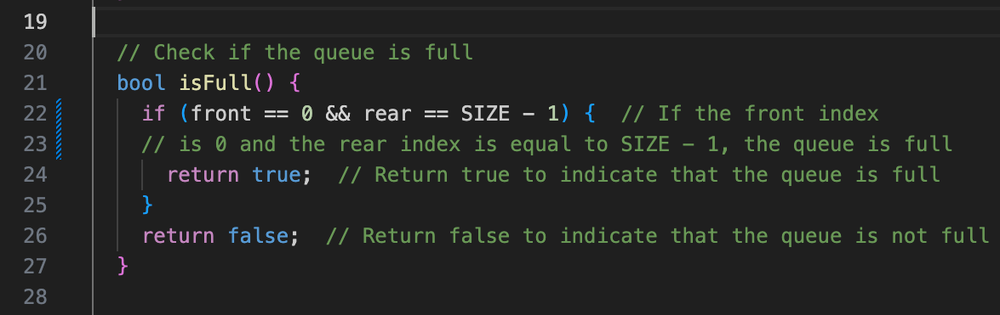 19
20 // Check if the queue is full
21 bool isFull() {
22 if (front == 0 && rear == SIZE - 1) { // If the front index
23 // is 0 and the rear index is equal to SIZE - 1, the queue is full
24 return true; // Return true to indicate that the queue is full
25 }
26 return false; // Return false to indicate that the queue is not full
27 }
28